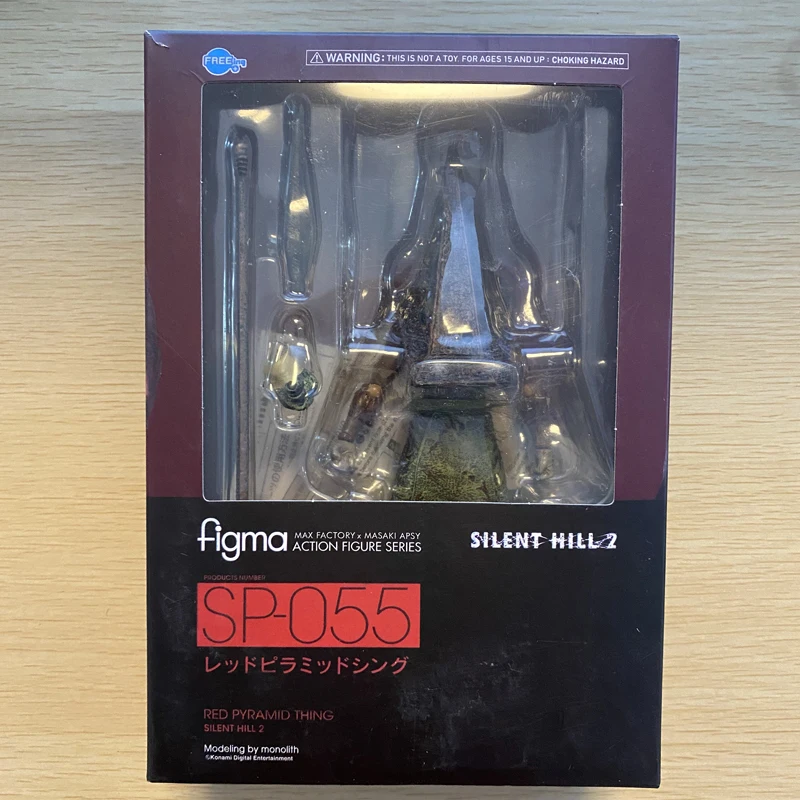 FREEing
WARNING: THIS IS NOT A TOY. FOR AGES 15 AND UP : CHOKING HAZARD
figma
MAX FACTORY x MASAKI APSY
ACTION FIGURE SERIES
SILENT HILL 2
PRODUCTS NUMBER
SP-055
レッドピラミッドシング
RED PYRAMID THING
SILENT HILL 2
Modeling by monolith
©Konami Digital Entertainment